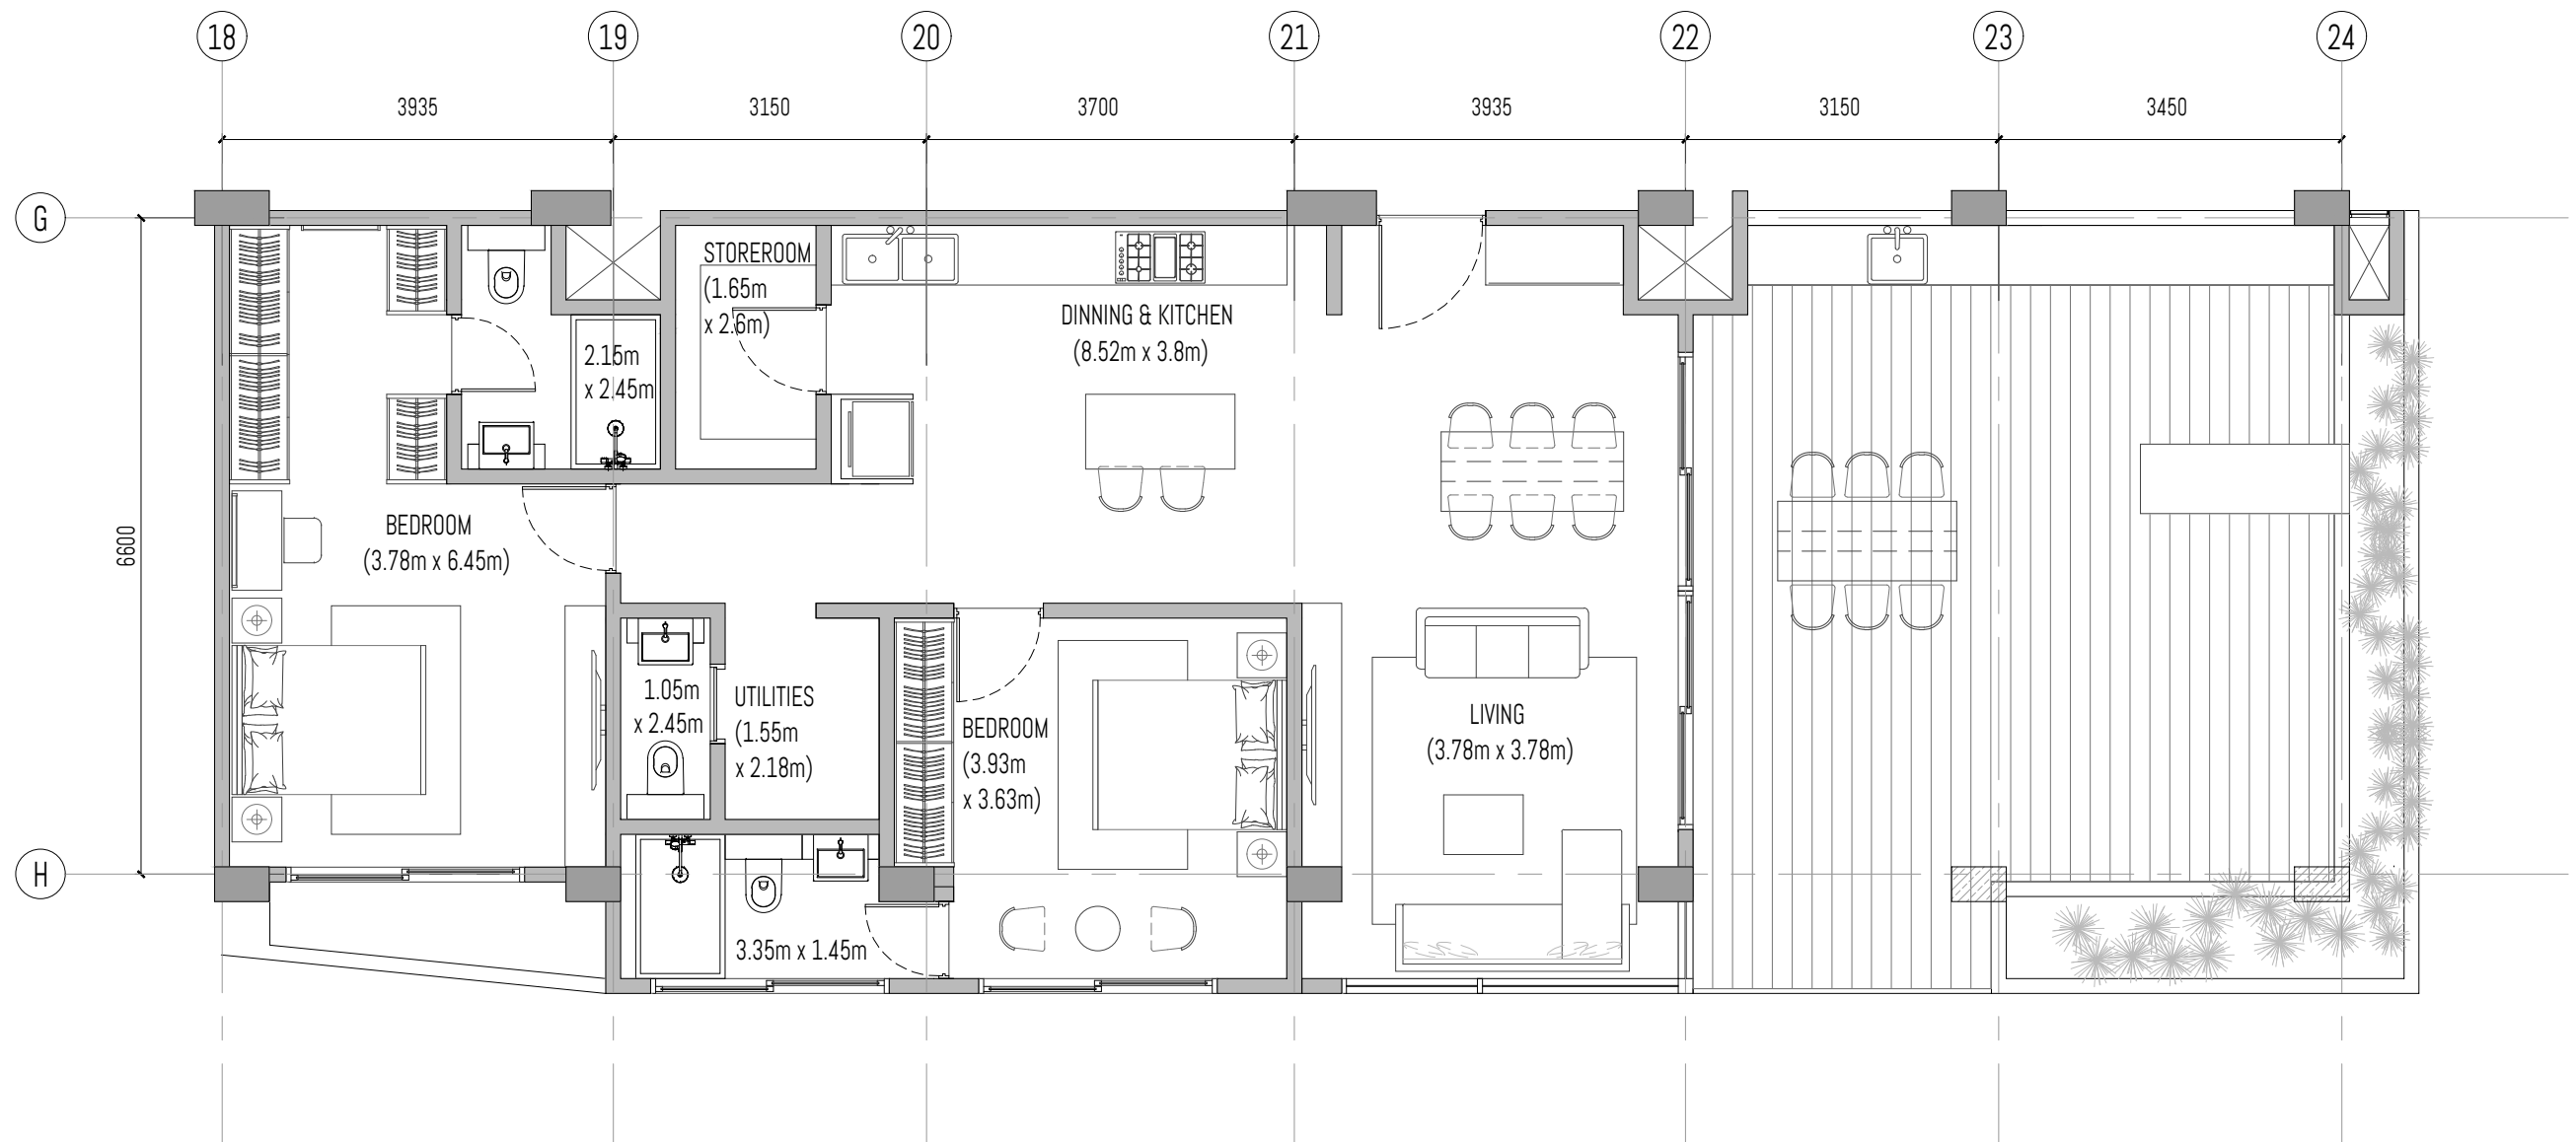 18 19 20 21 22 23 24
3935 3150 3700 3935 3150 3450
G
STOREROOM
(1.65m
x 2.6m)
DINNING & KITCHEN
(8.52m x 3.8m)
2.15m
x 2.45m
6600
BEDROOM
(3.78m x 6.45m)
1.05m
x 2.45m
UTILITIES
(1.55m
x 2.18m)
BEDROOM
(3.93m
x 3.63m)
LIVING
(3.78m x 3.78m)
H
3.35m x 1.45m